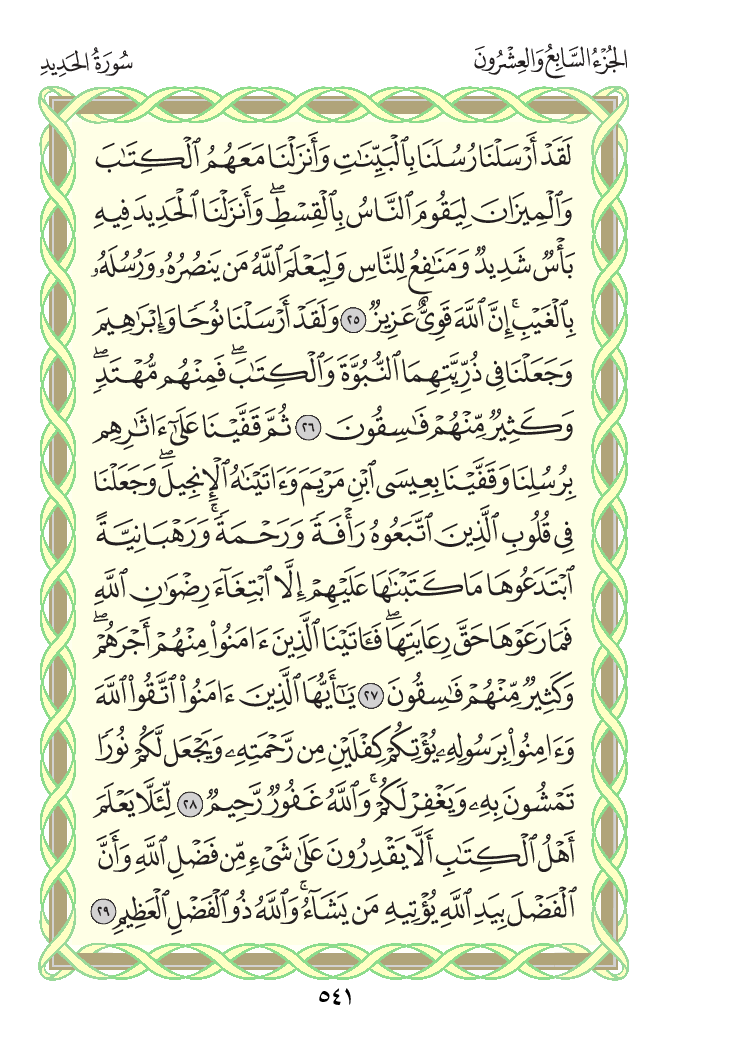 الجُزْءُ السَّابِعُ وَالعِشْرُونَ
سُورَةُ الحَدِيدِ
لَقَدۡ أَرۡسَلۡنَا رُسُلَنَا بِٱلۡبَيِّنَٰتِ وَأَنزَلۡنَا مَعَهُمُ ٱلۡكِتَٰبَ
وَٱلۡمِيزَانَ لِيَقُومَ ٱلنَّاسُ بِٱلۡقِسۡطِۖ وَأَنزَلۡنَا ٱلۡحَدِيدَ فِيهِ
بَأۡسٞ شَدِيدٞ وَمَنَٰفِعُ لِلنَّاسِ وَلِيَعۡلَمَ ٱللَّهُ مَن يَنصُرُهُۥ وَرُسُلَهُۥ
بِٱلۡغَيۡبِۚ إِنَّ ٱللَّهَ قَوِيٌّ عَزِيزٞ ٢٥ وَلَقَدۡ أَرۡسَلۡنَا نُوحٗا وَإِبۡرَٰهِيمَ
وَجَعَلۡنَا فِي ذُرِّيَّتِهِمَا ٱلنُّبُوَّةَ وَٱلۡكِتَٰبَۖ فَمِنۡهُم مُّهۡتَدٖۖ
وَكَثِيرٞ مِّنۡهُمۡ فَٰسِقُونَ ٢٦ ثُمَّ قَفَّيۡنَا عَلَىٰٓ ءَاثَٰرِهِم
بِرُسُلِنَا وَقَفَّيۡنَا بِعِيسَى ٱبۡنِ مَرۡيَمَ وَءَاتَيۡنَٰهُ ٱلۡإِنجِيلَۖ وَجَعَلۡنَا
فِي قُلُوبِ ٱلَّذِينَ ٱتَّبَعُوهُ رَأۡفَةٗ وَرَحۡمَةٗۚ وَرَهۡبَانِيَّةً
ٱبۡتَدَعُوهَا مَا كَتَبۡنَٰهَا عَلَيۡهِمۡ إِلَّا ٱبۡتِغَآءَ رِضۡوَٰنِ ٱللَّهِ
فَمَا رَعَوۡهَا حَقَّ رِعَايَتِهَاۖ فَـَٔاتَيۡنَا ٱلَّذِينَ ءَامَنُواْ مِنۡهُمۡ أَجۡرَهُمۡۖ
وَكَثِيرٞ مِّنۡهُمۡ فَٰسِقُونَ ٢٧ يَٰٓأَيُّهَا ٱلَّذِينَ ءَامَنُواْ ٱتَّقُواْ ٱللَّهَ
وَءَامِنُواْ بِرَسُولِهِۦ يُؤۡتِكُمۡ كِفۡلَيۡنِ مِن رَّحۡمَتِهِۦ وَيَجۡعَل لَّكُمۡ نُورٗا
تَمۡشُونَ بِهِۦ وَيَغۡفِرۡ لَكُمۡۚ وَٱللَّهُ غَفُورٞ رَّحِيمٞ ٢٨ لِّئَلَّا يَعۡلَمَ
أَهۡلُ ٱلۡكِتَٰبِ أَلَّا يَقۡدِرُونَ عَلَىٰ شَيۡءٖ مِّن فَضۡلِ ٱللَّهِ وَأَنَّ
ٱلۡفَضۡلَ بِيَدِ ٱللَّهِ يُؤۡتِيهِ مَن يَشَآءُۚ وَٱللَّهُ ذُو ٱلۡفَضۡلِ ٱلۡعَظِيمِ ٢٩
٥٤١